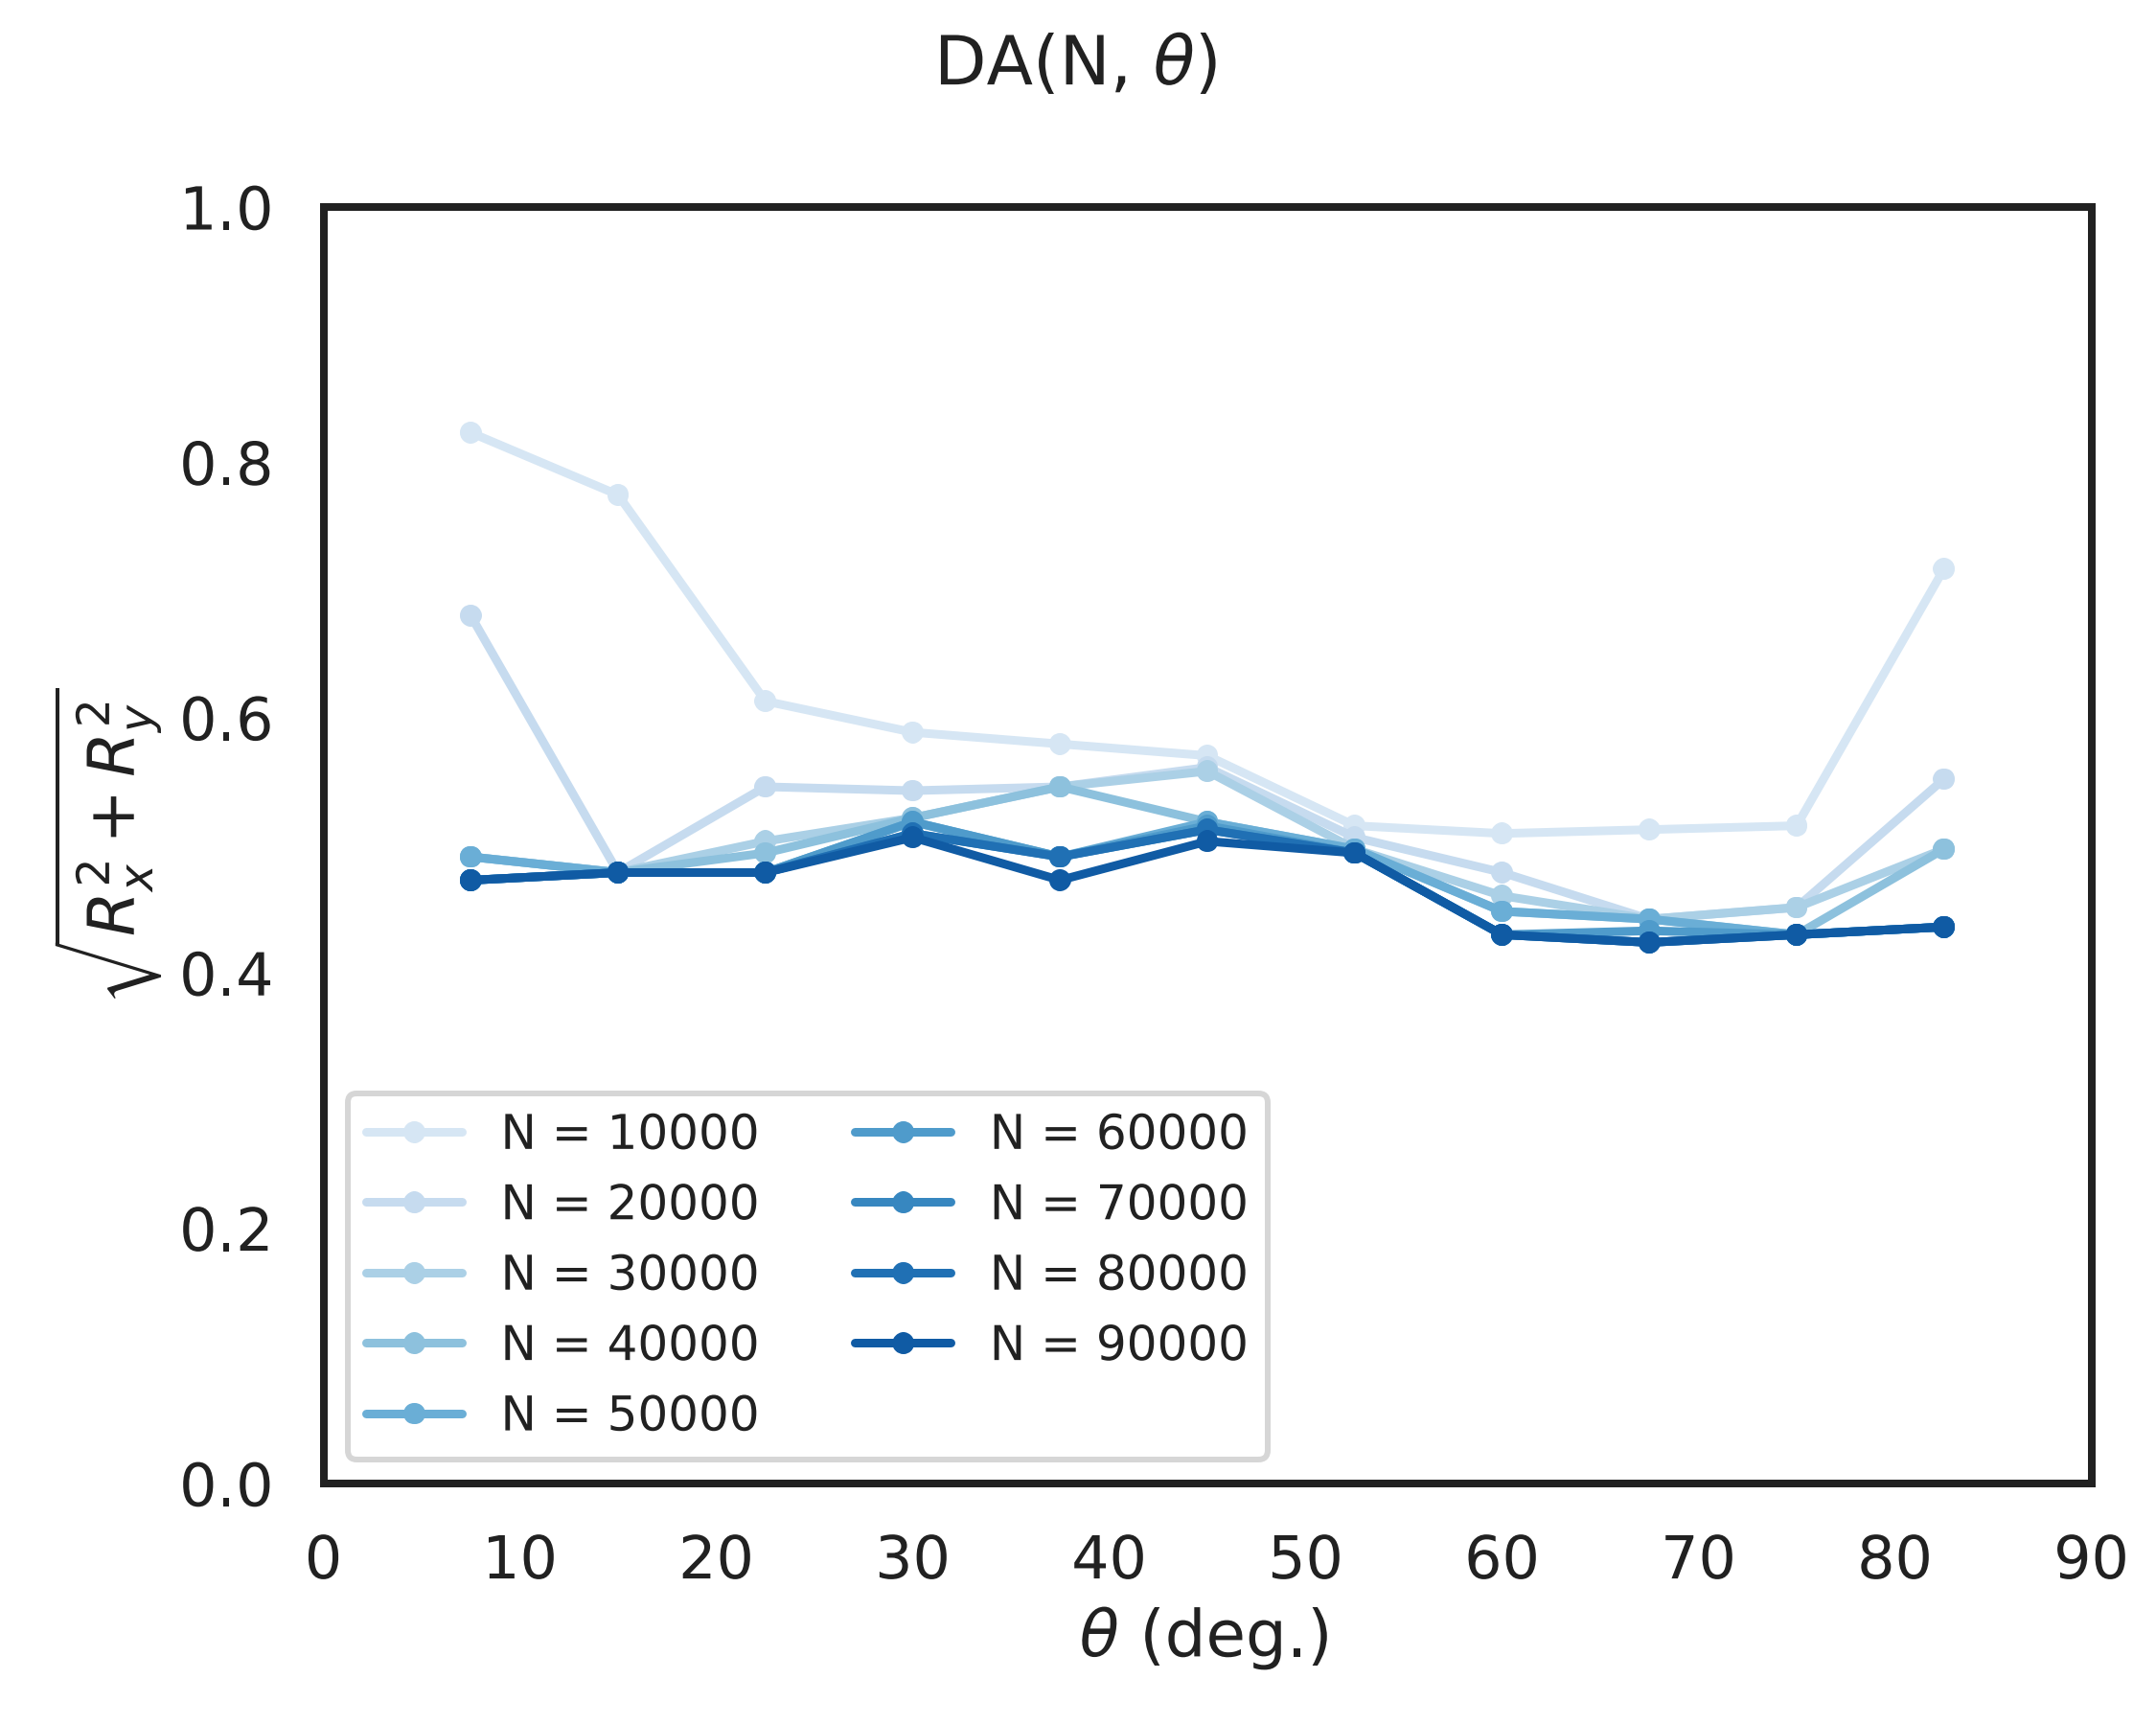 DA(N, θ)
1.0
0.8
0.6
0.4
0.2
0.0
√(R_x^2 + R_y^2)
N = 10000
N = 20000
N = 30000
N = 40000
N = 50000
N = 60000
N = 70000
N = 80000
N = 90000
0 10 20 30 40 50 60 70 80 90
θ (deg.)